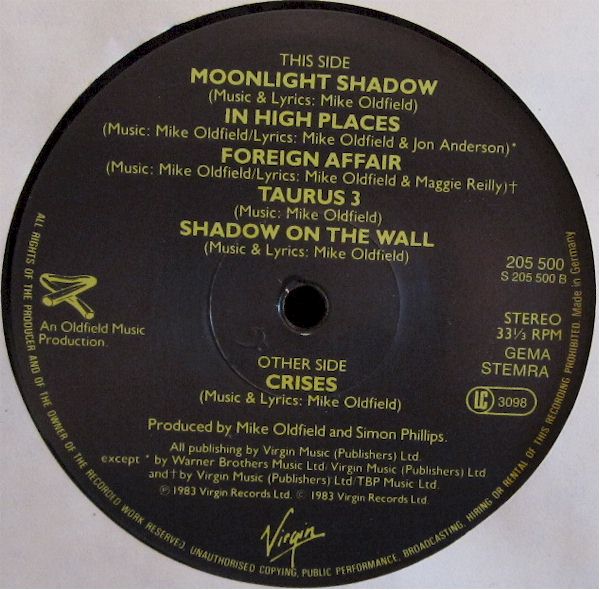 THIS SIDE
MOONLIGHT SHADOW
(Music & Lyrics: Mike Oldfield)
IN HIGH PLACES
(Music: Mike Oldfield/Lyrics: Mike Oldfield & Jon Anderson)*
FOREIGN AFFAIR
(Music: Mike Oldfield/Lyrics: Mike Oldfield & Maggie Reilly)†
TAURUS 3
(Music: Mike Oldfield)
SHADOW ON THE WALL
(Music & Lyrics: Mike Oldfield)
205 500
S 205 500 B
An Oldfield Music
Production.
STEREO
33⅓ RPM
GEMA
STEMRA
LC 3098
OTHER SIDE
CRISES
(Music & Lyrics: Mike Oldfield)
Produced by Mike Oldfield and Simon Phillips.
All publishing by Virgin Music (Publishers) Ltd.
except * by Warner Brothers Music Ltd/Virgin Music (Publishers) Ltd.
and † by Virgin Music (Publishers) Ltd/TBP Music Ltd.
℗ 1983 Virgin Records Ltd. © 1983 Virgin Records Ltd.
Virgin
ALL RIGHTS OF THE PRODUCER AND OF THE OWNER OF THE RECORDED WORK RESERVED. UNAUTHORISED COPYING, PUBLIC PERFORMANCE, BROADCASTING, HIRING OR RENTAL OF THIS RECORDING PROHIBITED. Made in Germany